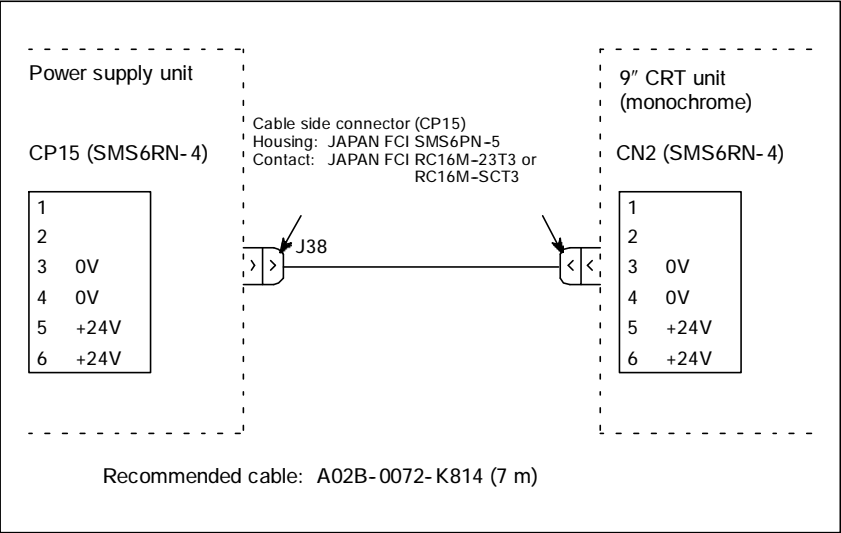 Power supply unit
CP15 (SMS6RN-4)
1
2
3 0V
4 0V
5 +24V
6 +24V
Cable side connector (CP15)
Housing: JAPAN FCI SMS6PN-5
Contact: JAPAN FCI RC16M-23T3 or
RC16M-SCT3
J38
9″ CRT unit
(monochrome)
CN2 (SMS6RN-4)
1
2
3 0V
4 0V
5 +24V
6 +24V
Recommended cable: A02B-0072-K814 (7 m)